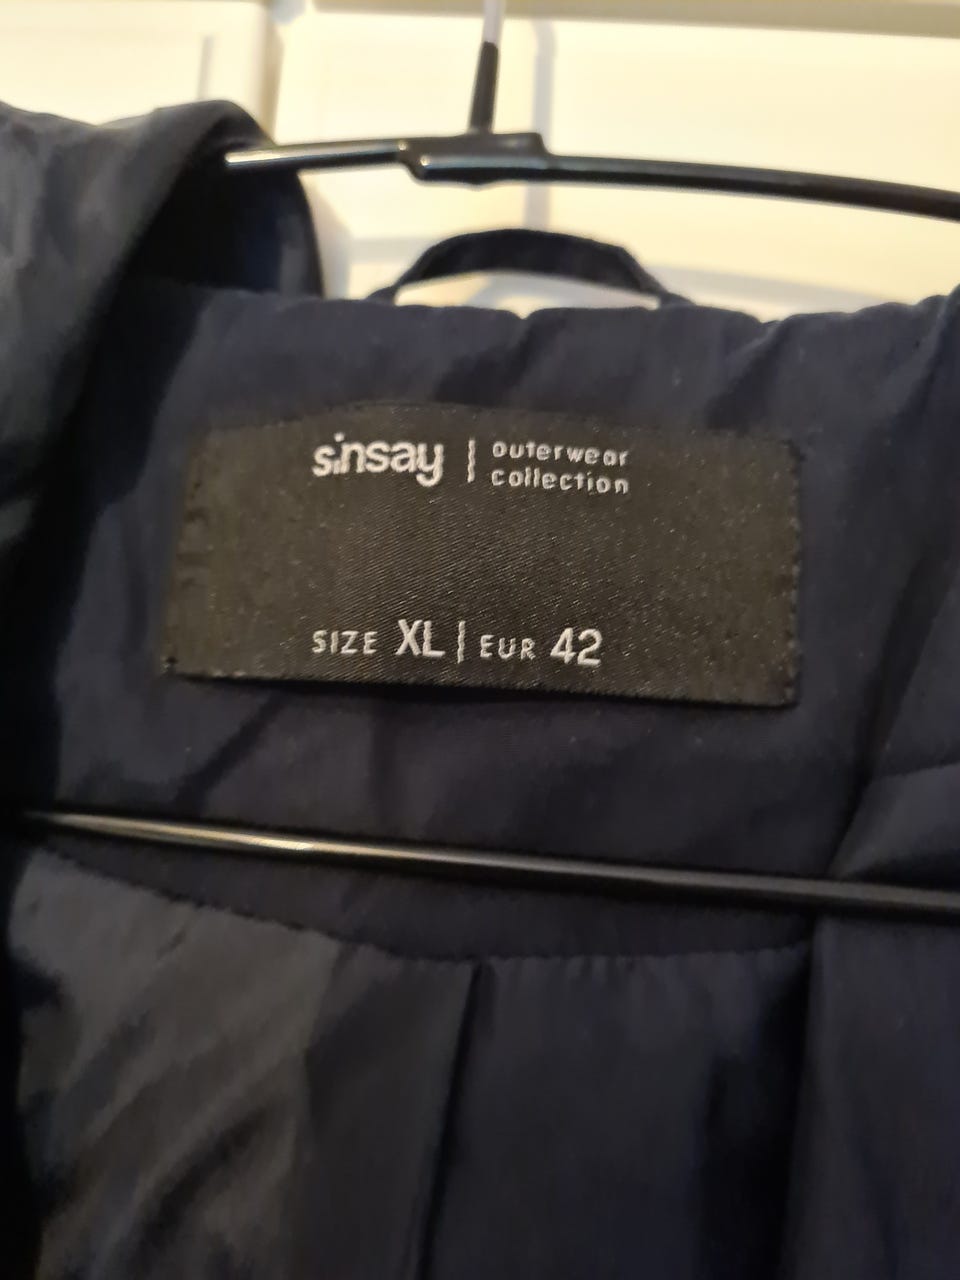 sinsay | outerwear
collection
SIZE XL | EUR 42